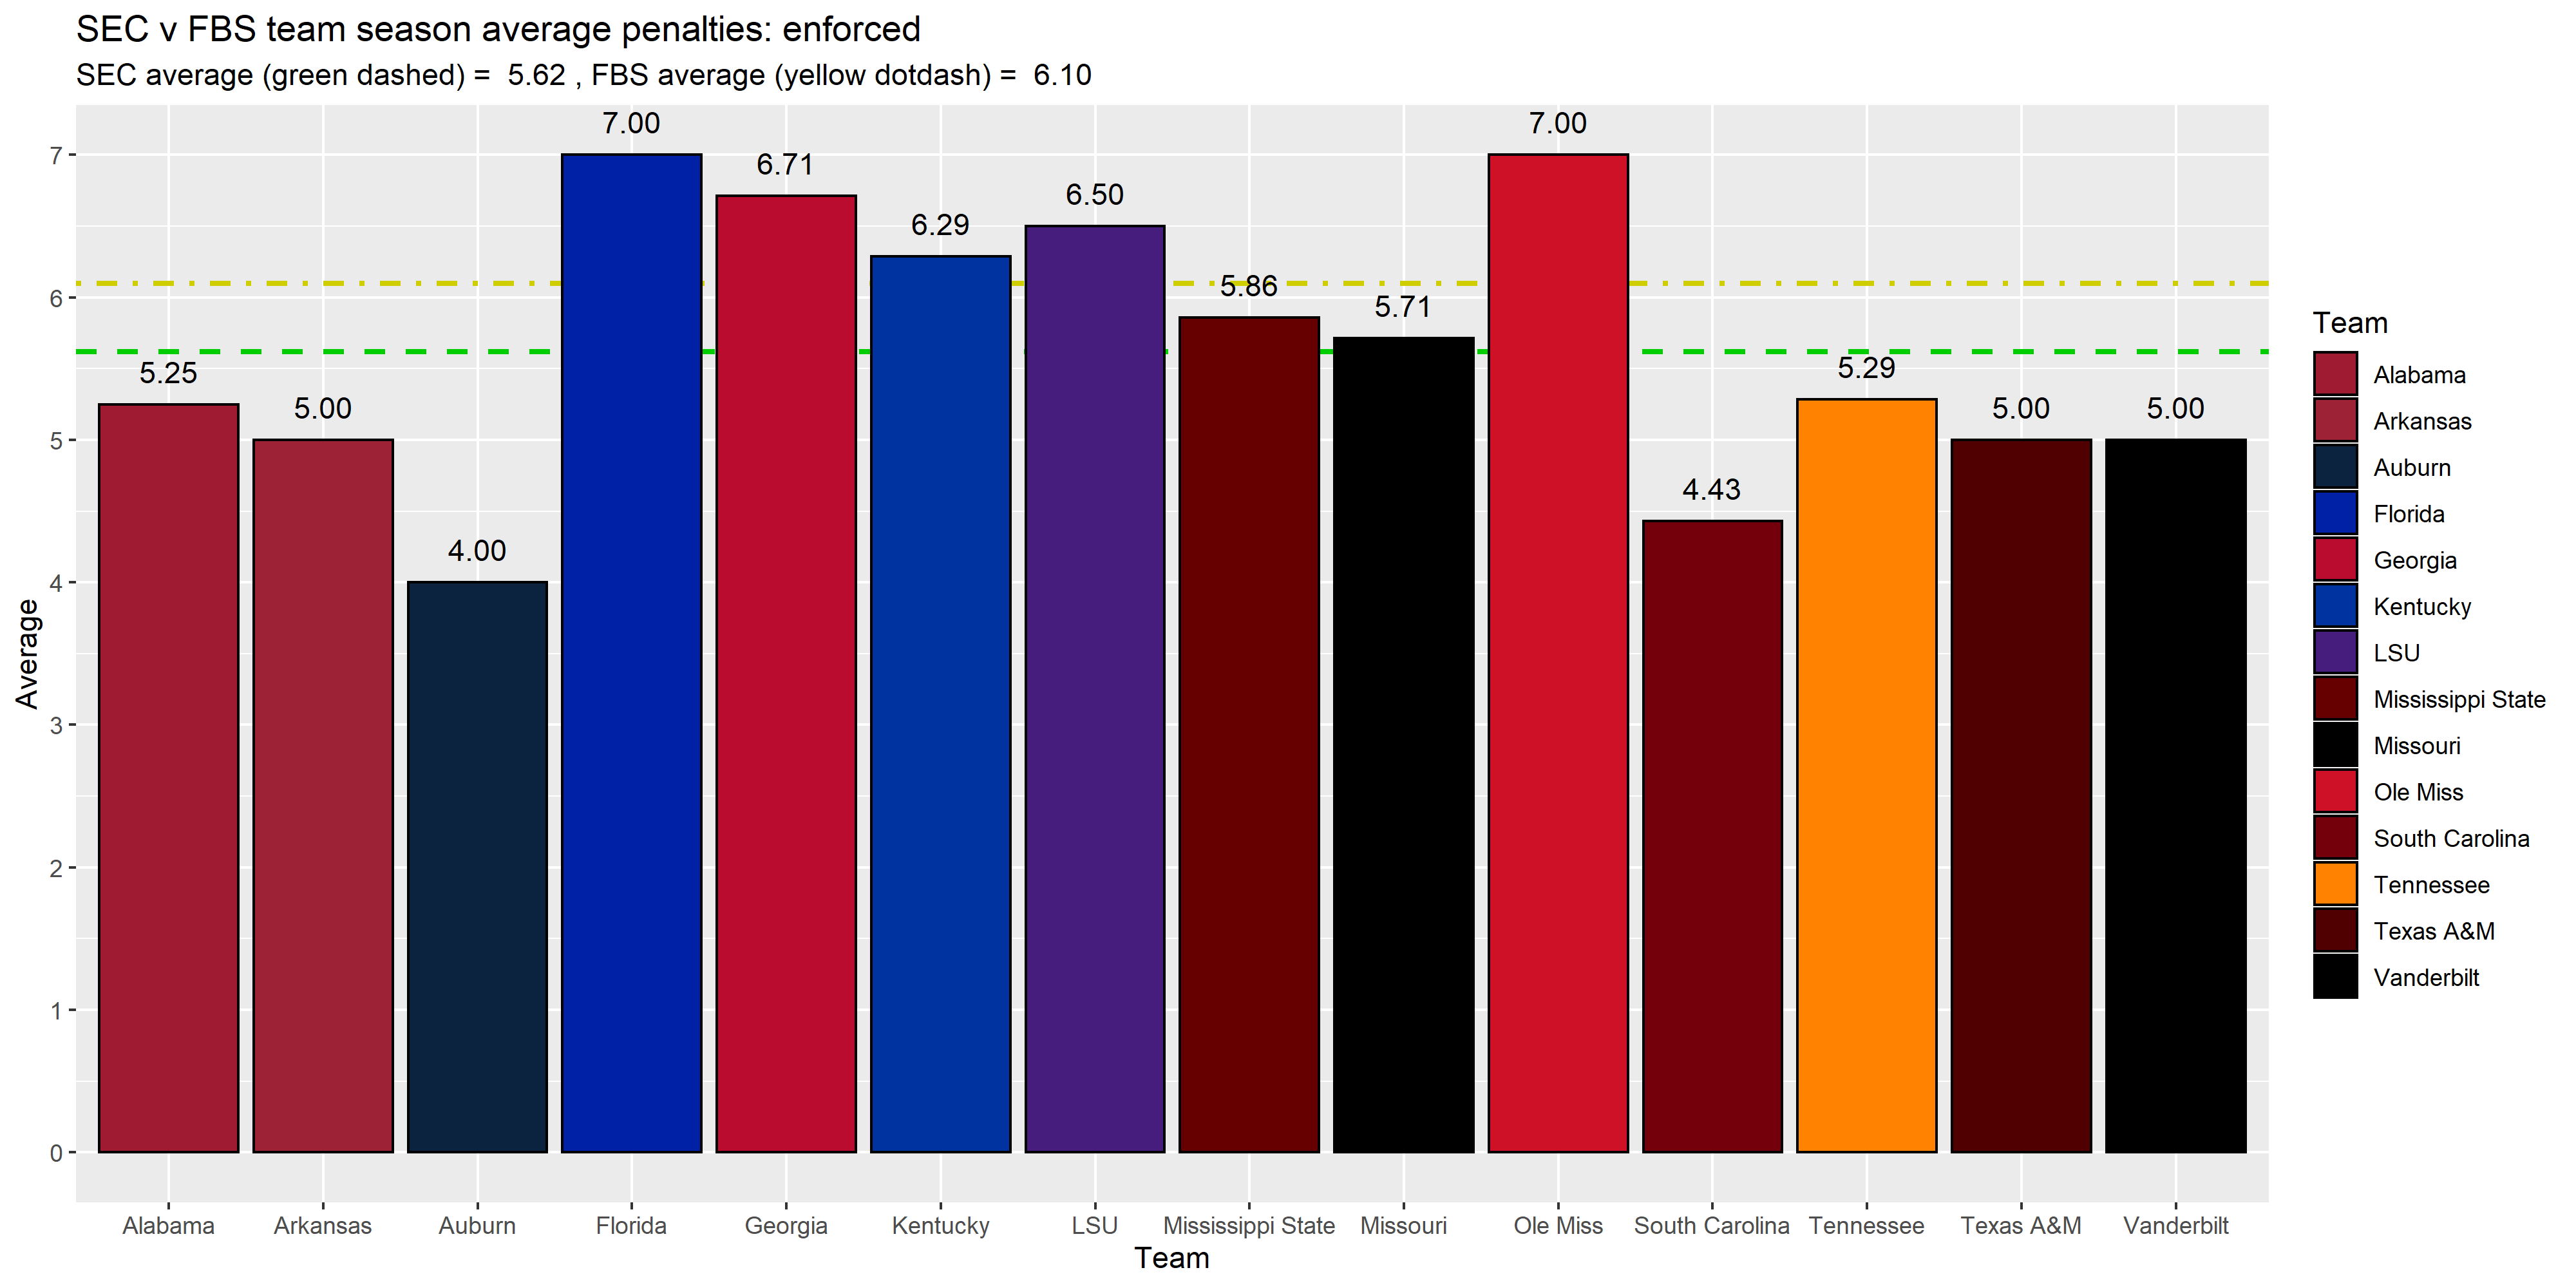 SEC v FBS team season average penalties: enforced
SEC average (green dashed) =  5.62 , FBS average (yellow dotdash) =  6.10
7.00
7.00
6.71
6.50
6.29
5.86
5.71
5.25
5.29
5.00
5.00
5.00
4.43
4.00
7
6
5
4
3
2
1
0
Average
Alabama
Arkansas
Auburn
Florida
Georgia
Kentucky
LSU
Mississippi State
Missouri
Ole Miss
South Carolina
Tennessee
Texas A&M
Vanderbilt
Team
Team
Alabama
Arkansas
Auburn
Florida
Georgia
Kentucky
LSU
Mississippi State
Missouri
Ole Miss
South Carolina
Tennessee
Texas A&M
Vanderbilt